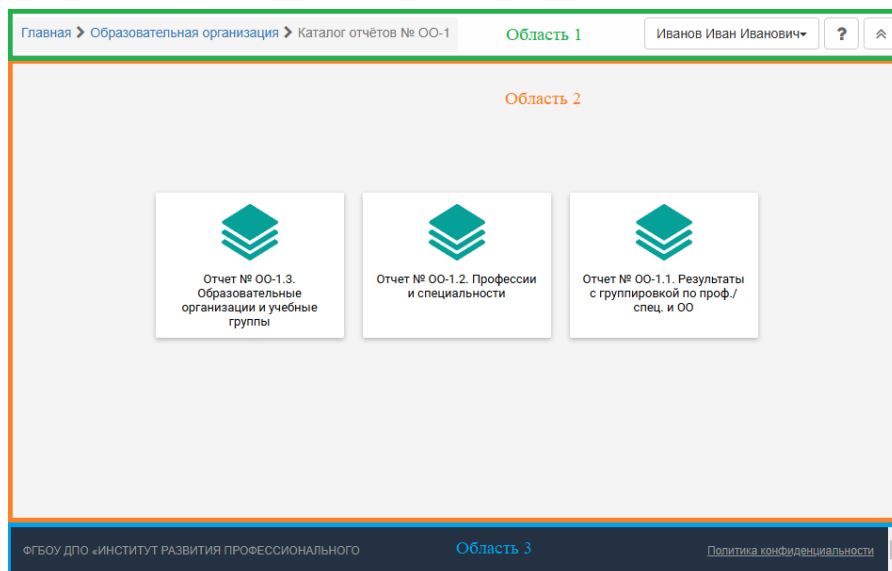 Главная > Образовательная организация > Каталог отчётов № ОО-1 Область 1 Иванов Иван Иванович ?
Область 2
Отчет № ОО-1.3.
Образовательные
организации и учебные
группы
Отчет № ОО-1.2. Профессии
и специальности
Отчет № ОО-1.1. Результаты
с группировкой по проф./
спец. и ОО
ФГБОУ ДПО «ИНСТИТУТ РАЗВИТИЯ ПРОФЕССИОНАЛЬНОГО Область 3 Политика конфиденциальности